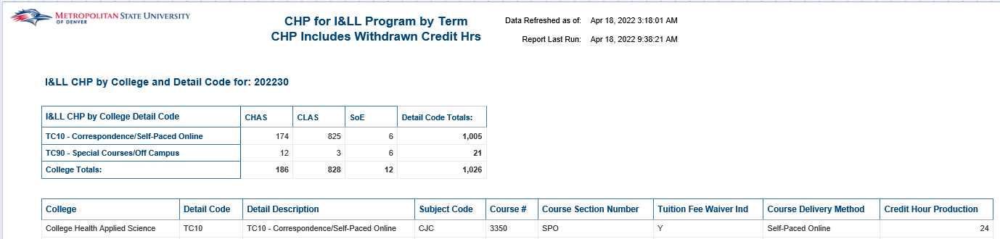 METROPOLITAN STATE UNIVERSITY
OF DENVER
CHP for I&LL Program by Term
CHP Includes Withdrawn Credit Hrs
Data Refreshed as of: Apr 18, 2022 3:18:01 AM
Report Last Run: Apr 18, 2022 9:38:21 AM
I&LL CHP by College and Detail Code for: 202230
I&LL CHP by College Detail Code CHAS CLAS SoE Detail Code Totals:
TC10 - Correspondence/Self-Paced Online 174 825 6 1,005
TC90 - Special Courses/Off Campus 12 3 6 21
College Totals: 186 828 12 1,026
College Detail Code Detail Description Subject Code Course # Course Section Number Tuition Fee Waiver Ind Course Delivery Method Credit Hour Production
College Health Applied Science TC10 TC10 - Correspondence/Self-Paced Online CJC 3350 SPO Y Self-Paced Online 24